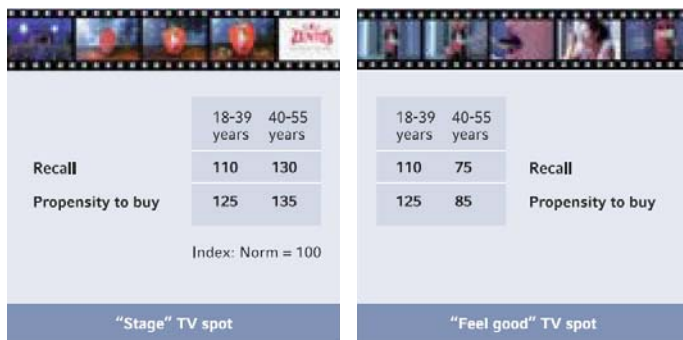 ZENTIS
18-39 40-55
years years
Recall 110 130
Propensity to buy 125 135
Index: Norm = 100
"Stage" TV spot
18-39 40-55
years years
110 75 Recall
125 85 Propensity to buy
"Feel good" TV spot